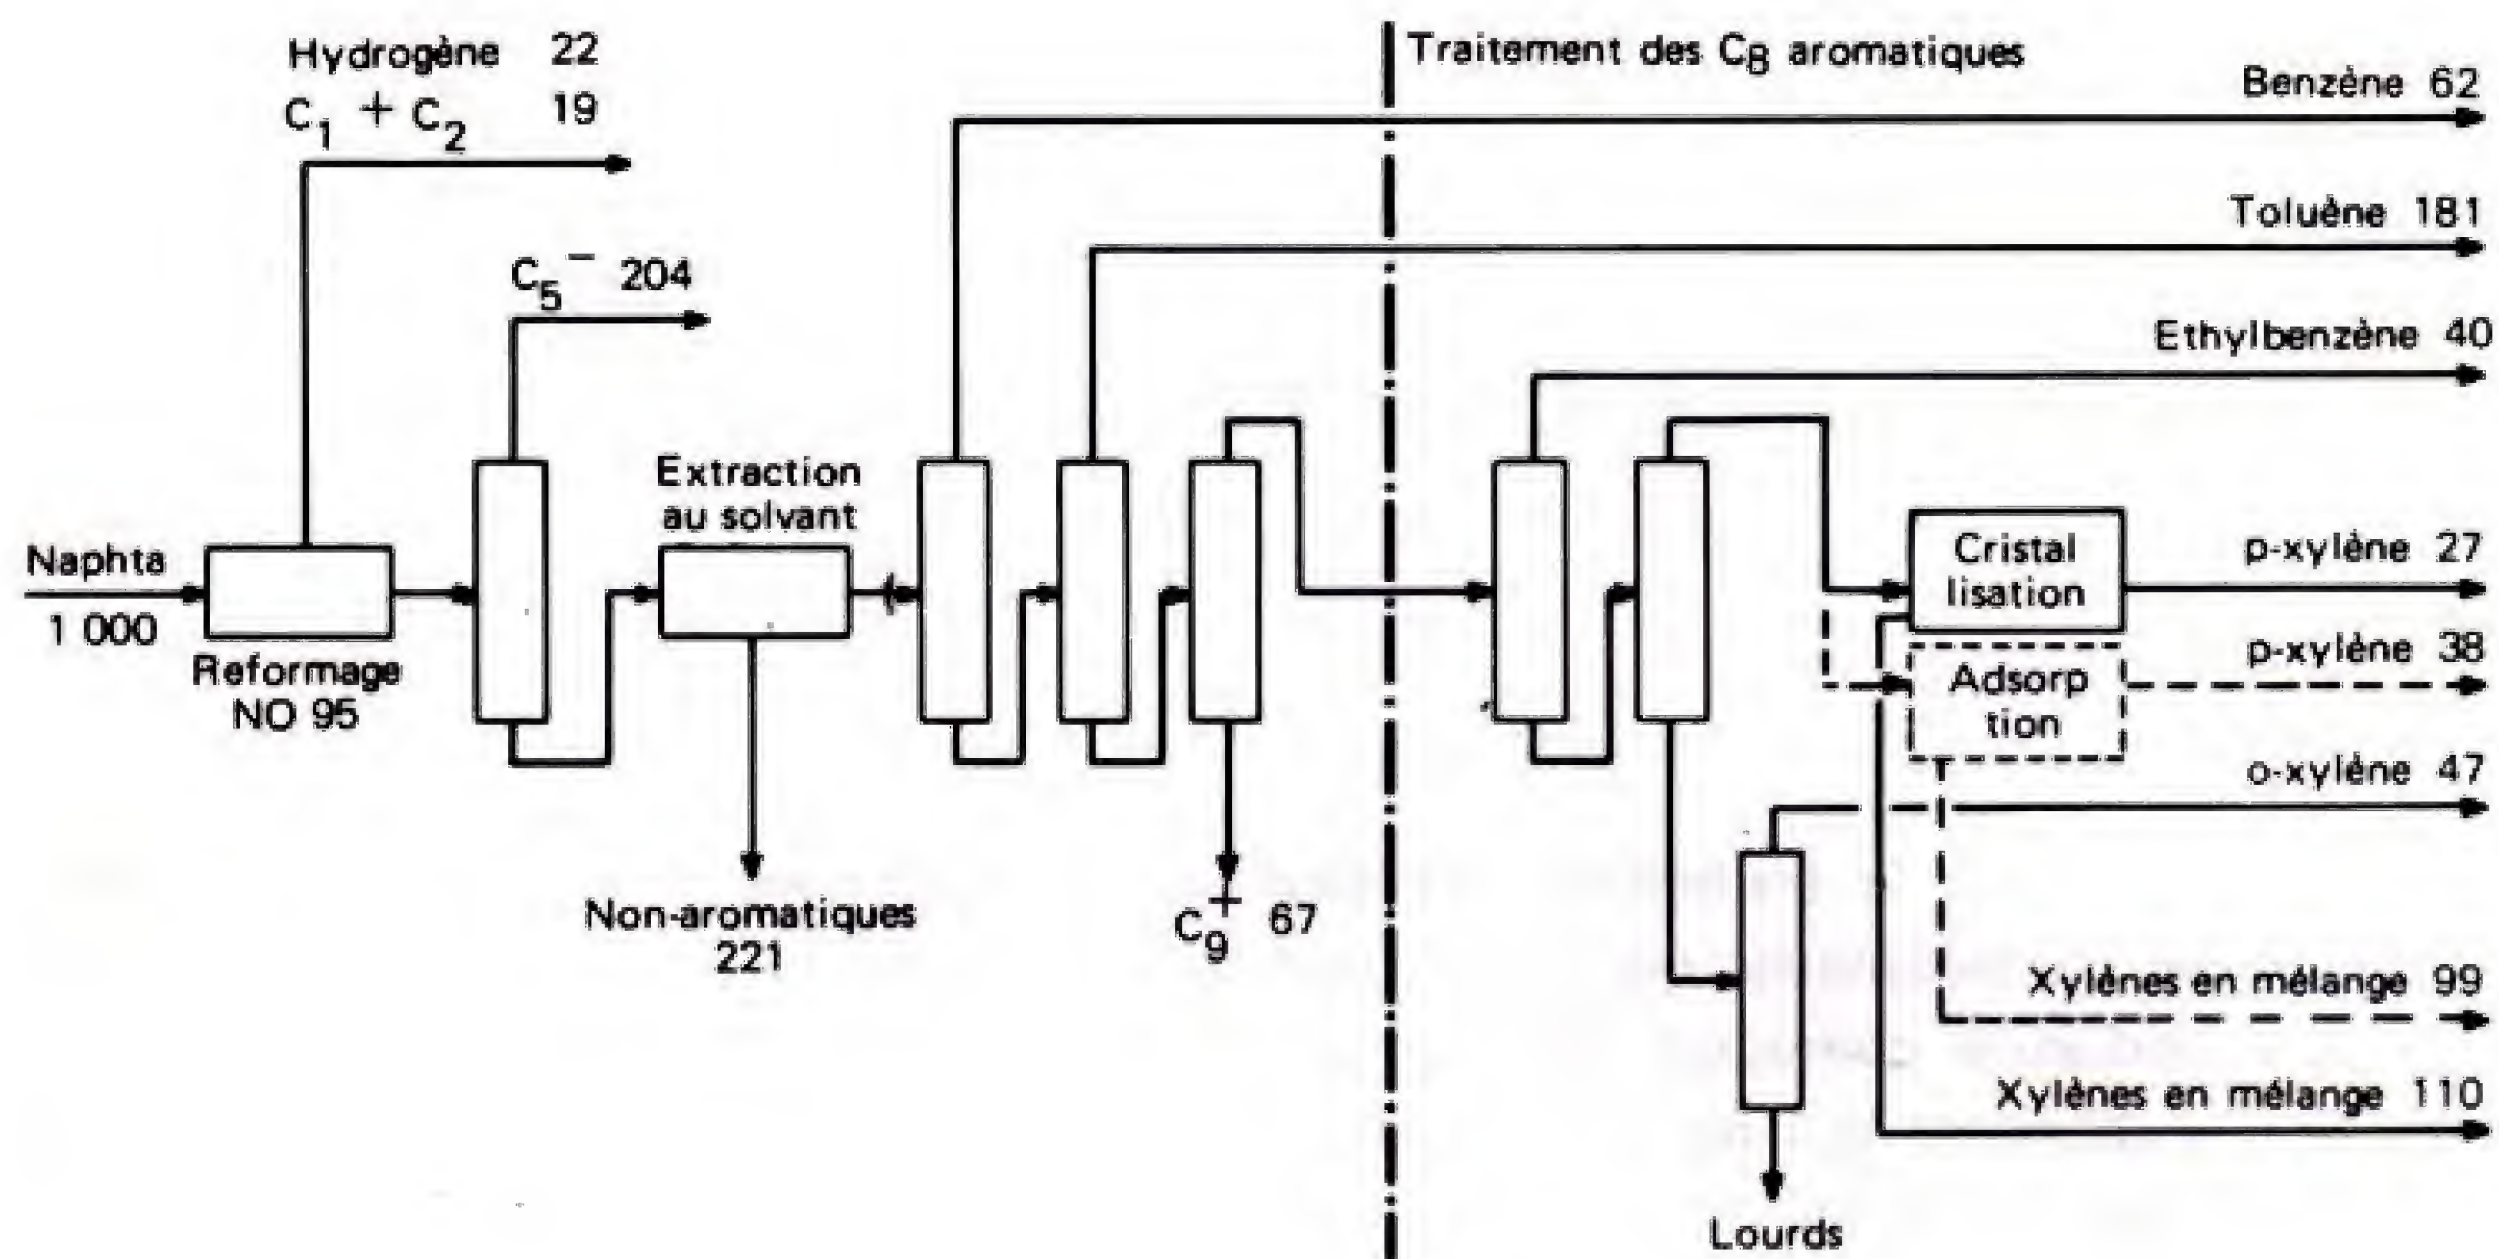 Hydrogène 22
C₁ + C₂ 19
C₅⁻ 204
Naphta
1 000
Reformage
NO 95
Extraction
au solvant
Non-aromatiques
221
C₉⁺ 67
Traitement des C₈ aromatiques
Benzène 62
Toluène 181
Ethylbenzène 40
Cristal
lisation
p-xylène 27
Adsorp
tion
p-xylène 38
o-xylène 47
Xylènes en mélange 99
Xylènes en mélange 110
Lourds